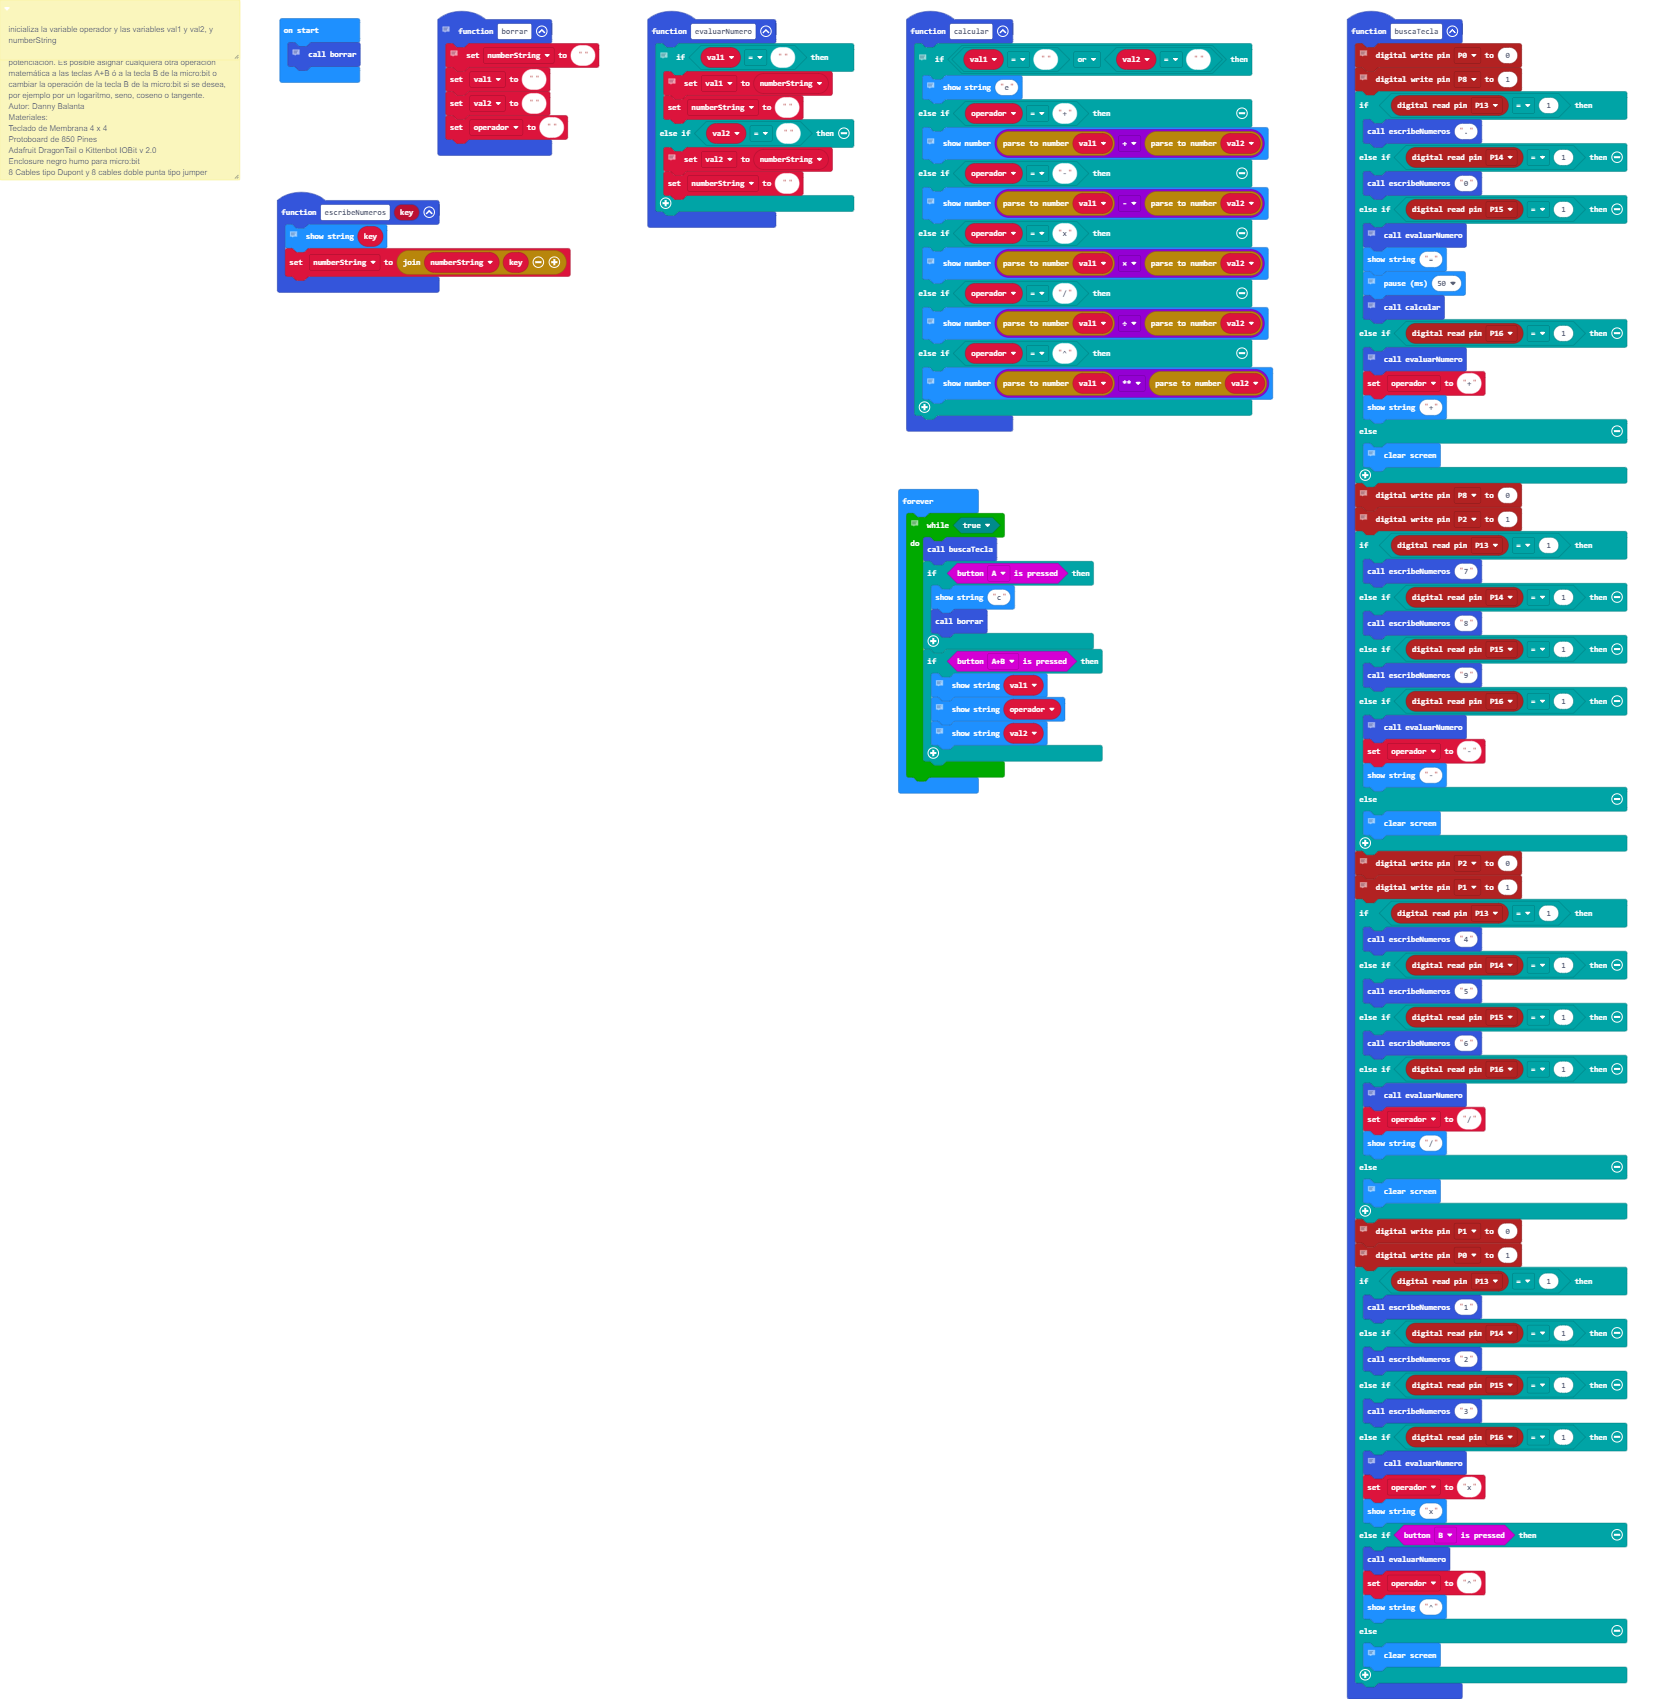 inicializa la variable operador y las variables val1 y val2, y
numberString
potenciación. Es posible asignar cualquiera otra operación
matemática a las teclas A+B ó a la tecla B de la micro:bit o
cambiar la operación de la tecla B de la micro:bit si se desea,
por ejemplo por un logaritmo, seno, coseno o tangente.
Autor: Danny Balanta
Materiales:
Teclado de Membrana 4 x 4
Protoboard de 850 Pines
Adafruit DragonTail o Kittenbot IOBit v 2.0
Enclosure negro humo para micro:bit
8 Cables tipo Dupont y 8 cables doble punta tipo jumper
on start
call borrar
function borrar
set numberString to ""
set val1 to ""
set val2 to ""
set operador to ""
function escribeNumeros key
show string key
set numberString to join numberString key
function evaluarNumero
if val1 = "" then
set val1 to numberString
set numberString to ""
else if val2 = "" then
set val2 to numberString
set numberString to ""
function calcular
if val1 = "" or val2 = "" then
show string "e"
else if operador = "+" then
show number parse to number val1 + parse to number val2
else if operador = "-" then
show number parse to number val1 - parse to number val2
else if operador = "x" then
show number parse to number val1 × parse to number val2
else if operador = "/" then
show number parse to number val1 ÷ parse to number val2
else if operador = "^" then
show number parse to number val1 ** parse to number val2
forever
while true
do
call buscaTecla
if button A is pressed then
show string "c"
call borrar
if button A+B is pressed then
show string val1
show string operador
show string val2
function buscaTecla
digital write pin P0 to 0
digital write pin P8 to 1
if digital read pin P13 = 1 then
call escribeNumeros "."
else if digital read pin P14 = 1 then
call escribeNumeros "0"
else if digital read pin P15 = 1 then
call evaluarNumero
show string "="
pause (ms) 50
call calcular
else if digital read pin P16 = 1 then
call evaluarNumero
set operador to "+"
show string "+"
else
clear screen
digital write pin P8 to 0
digital write pin P2 to 1
if digital read pin P13 = 1 then
call escribeNumeros "7"
else if digital read pin P14 = 1 then
call escribeNumeros "8"
else if digital read pin P15 = 1 then
call escribeNumeros "9"
else if digital read pin P16 = 1 then
call evaluarNumero
set operador to "-"
show string "-"
else
clear screen
digital write pin P2 to 0
digital write pin P1 to 1
if digital read pin P13 = 1 then
call escribeNumeros "4"
else if digital read pin P14 = 1 then
call escribeNumeros "5"
else if digital read pin P15 = 1 then
call escribeNumeros "6"
else if digital read pin P16 = 1 then
call evaluarNumero
set operador to "/"
show string "/"
else
clear screen
digital write pin P1 to 0
digital write pin P0 to 1
if digital read pin P13 = 1 then
call escribeNumeros "1"
else if digital read pin P14 = 1 then
call escribeNumeros "2"
else if digital read pin P15 = 1 then
call escribeNumeros "3"
else if digital read pin P16 = 1 then
call evaluarNumero
set operador to "x"
show string "x"
else if button B is pressed then
call evaluarNumero
set operador to "^"
show string "^"
else
clear screen